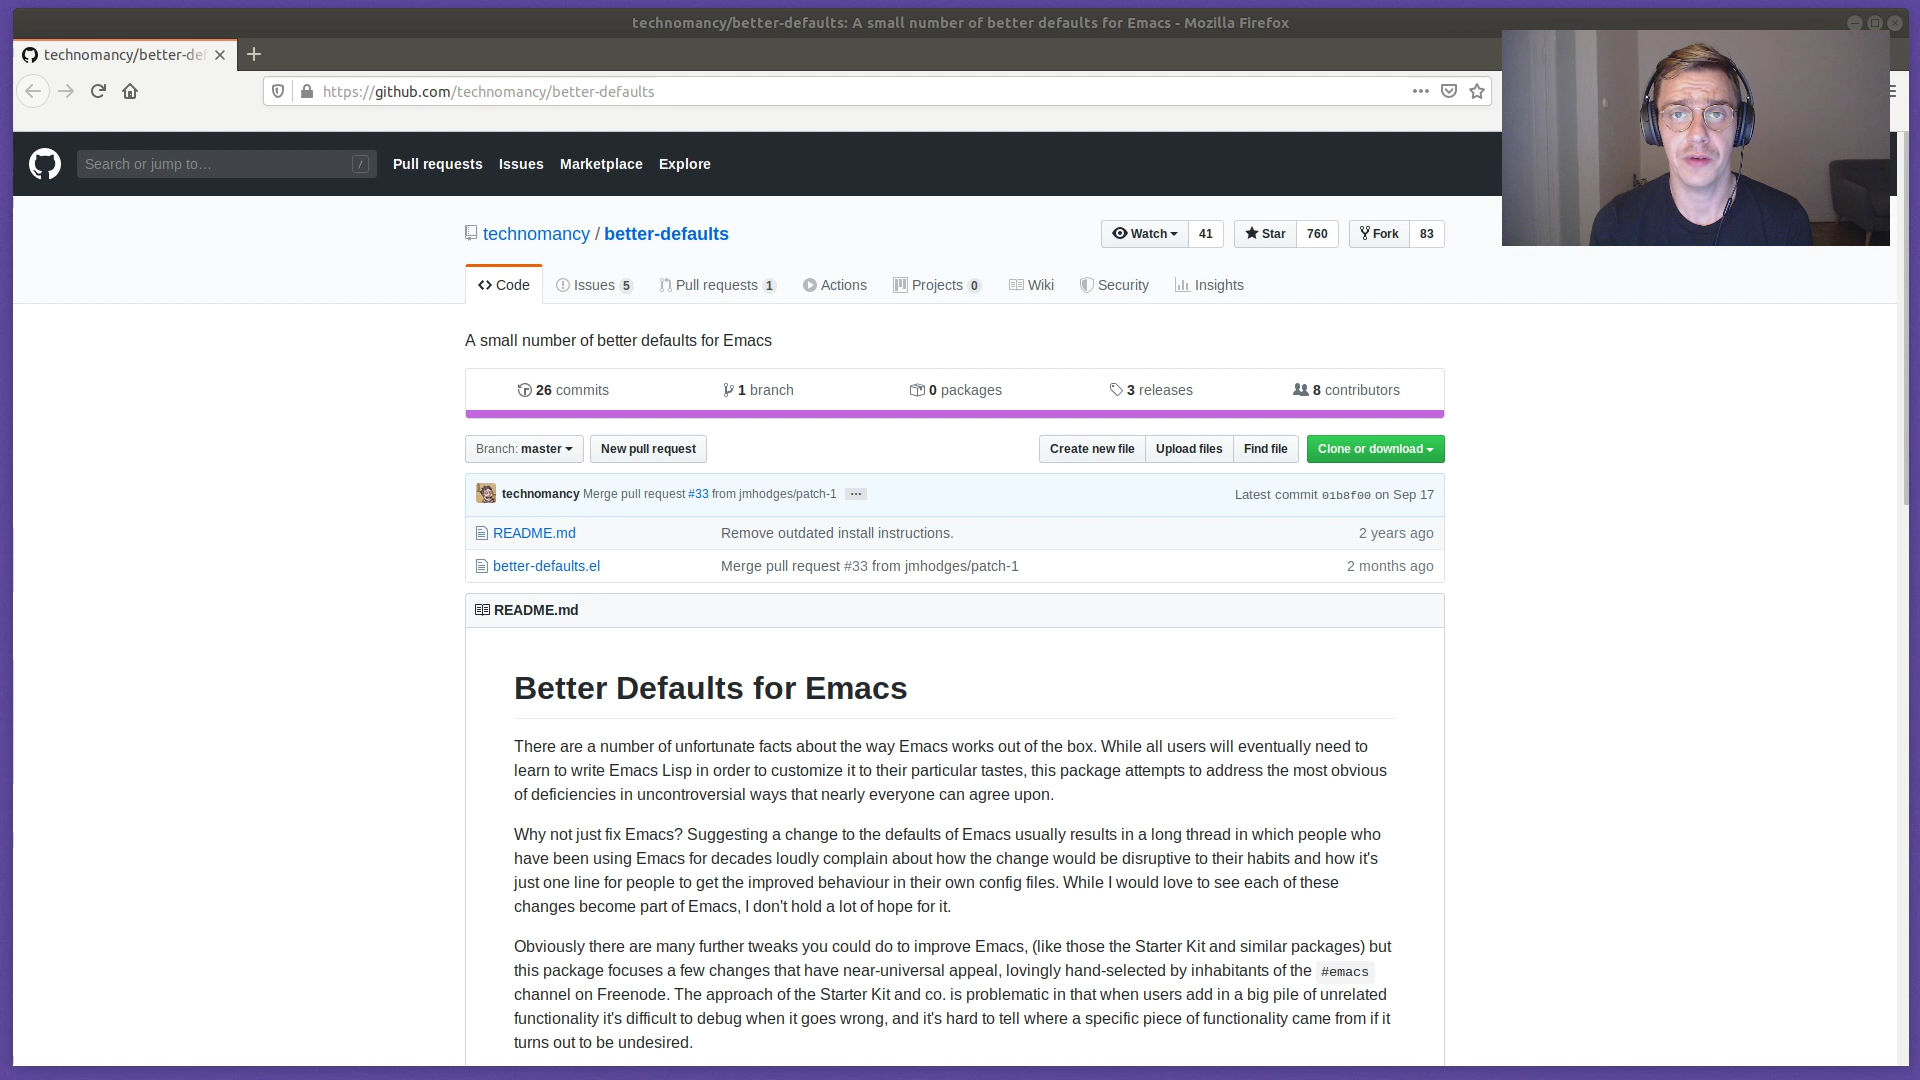 technomancy/better-defaults: A small number of better defaults for Emacs - Mozilla Firefox
technomancy/better-def
https://github.com/technomancy/better-defaults
Search or jump to… /
Pull requests Issues Marketplace Explore
technomancy / better-defaults
Watch 41 Star 760 Fork 83
Code Issues 5 Pull requests 1 Actions Projects 0 Wiki Security Insights
A small number of better defaults for Emacs
26 commits 1 branch 0 packages 3 releases 8 contributors
Branch: master New pull request Create new file Upload files Find file Clone or download
technomancy Merge pull request #33 from jmhodges/patch-1 … Latest commit 01b8f00 on Sep 17
README.md Remove outdated install instructions. 2 years ago
better-defaults.el Merge pull request #33 from jmhodges/patch-1 2 months ago
README.md
Better Defaults for Emacs
There are a number of unfortunate facts about the way Emacs works out of the box. While all users will eventually need to
learn to write Emacs Lisp in order to customize it to their particular tastes, this package attempts to address the most obvious
of deficiencies in uncontroversial ways that nearly everyone can agree upon.
Why not just fix Emacs? Suggesting a change to the defaults of Emacs usually results in a long thread in which people who
have been using Emacs for decades loudly complain about how the change would be disruptive to their habits and how it's
just one line for people to get the improved behaviour in their own config files. While I would love to see each of these
changes become part of Emacs, I don't hold a lot of hope for it.
Obviously there are many further tweaks you could do to improve Emacs, (like those the Starter Kit and similar packages) but
this package focuses a few changes that have near-universal appeal, lovingly hand-selected by inhabitants of the #emacs
channel on Freenode. The approach of the Starter Kit and co. is problematic in that when users add in a big pile of unrelated
functionality it's difficult to debug when it goes wrong, and it's hard to tell where a specific piece of functionality came from if it
turns out to be undesired.